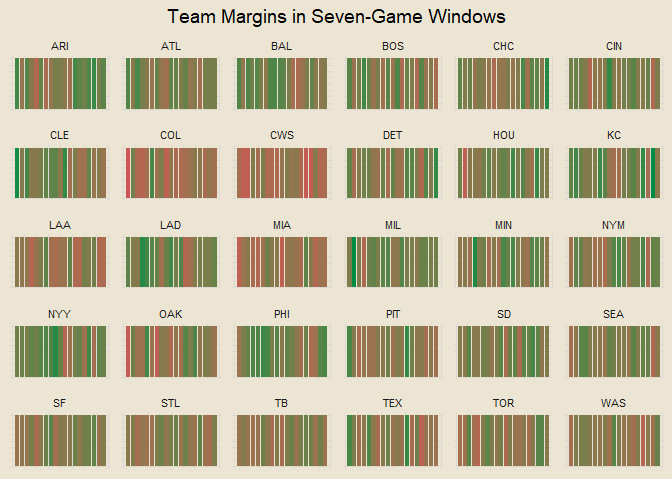 Team Margins in Seven-Game Windows
ARI ATL BAL BOS CHC CIN
CLE COL CWS DET HOU KC
LAA LAD MIA MIL MIN NYM
NYY OAK PHI PIT SD SEA
SF STL TB TEX TOR WAS